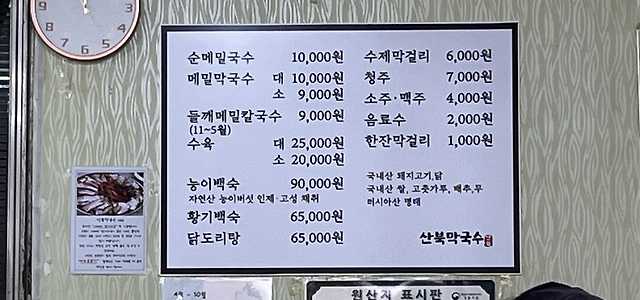 순메밀국수 10,000원
메밀막국수 대 10,000원
소 9,000원
들깨메밀칼국수 9,000원
(11~5월)
수육 대 25,000원
소 20,000원
능이백숙 90,000원
자연산 능이버섯 인제·고성 채취
황기백숙 65,000원
닭도리탕 65,000원
수제막걸리 6,000원
청주 7,000원
소주·맥주 4,000원
음료수 2,000원
한잔막걸리 1,000원
국내산 돼지고기,닭
국내산 쌀, 고춧가루, 배추,무
러시아산 명태
산북막국수
4월 ~ 10월
원산지 표시판